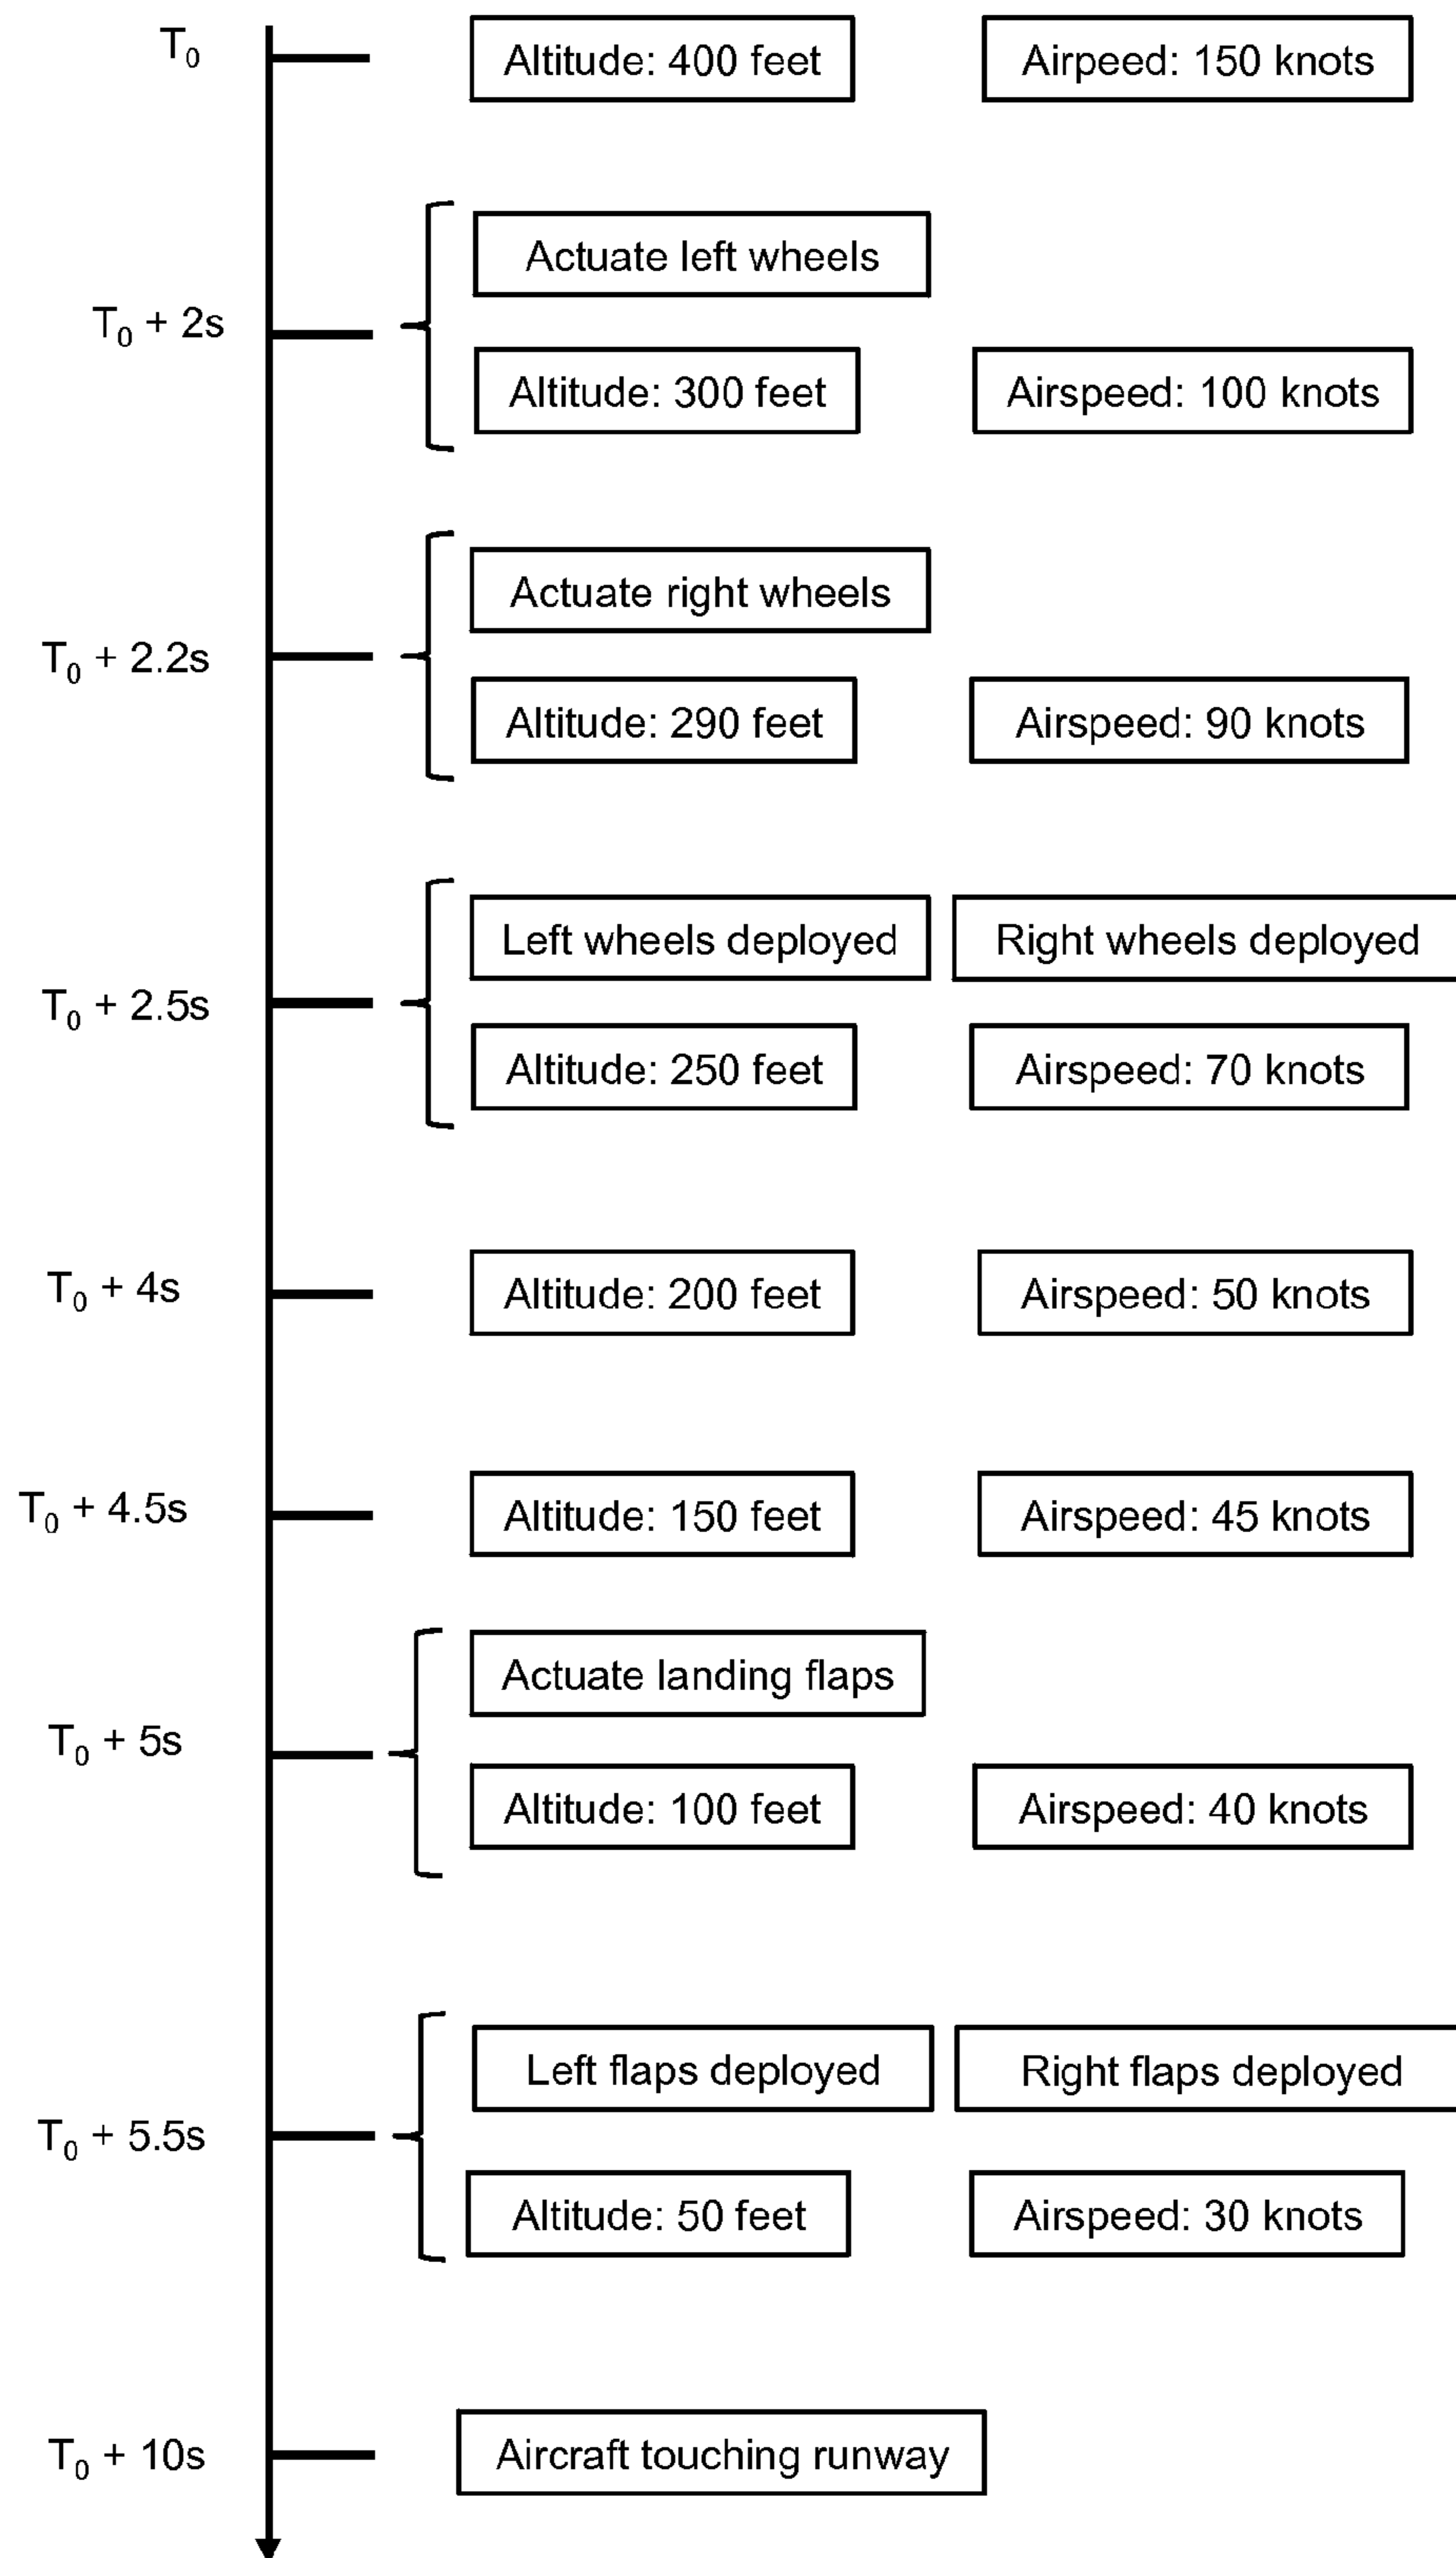 T₀
Altitude: 400 feet
Airpeed: 150 knots
T₀ + 2s
Actuate left wheels
Altitude: 300 feet
Airspeed: 100 knots
T₀ + 2.2s
Actuate right wheels
Altitude: 290 feet
Airspeed: 90 knots
T₀ + 2.5s
Left wheels deployed
Right wheels deployed
Altitude: 250 feet
Airspeed: 70 knots
T₀ + 4s
Altitude: 200 feet
Airspeed: 50 knots
T₀ + 4.5s
Altitude: 150 feet
Airspeed: 45 knots
T₀ + 5s
Actuate landing flaps
Altitude: 100 feet
Airspeed: 40 knots
T₀ + 5.5s
Left flaps deployed
Right flaps deployed
Altitude: 50 feet
Airspeed: 30 knots
T₀ + 10s
Aircraft touching runway